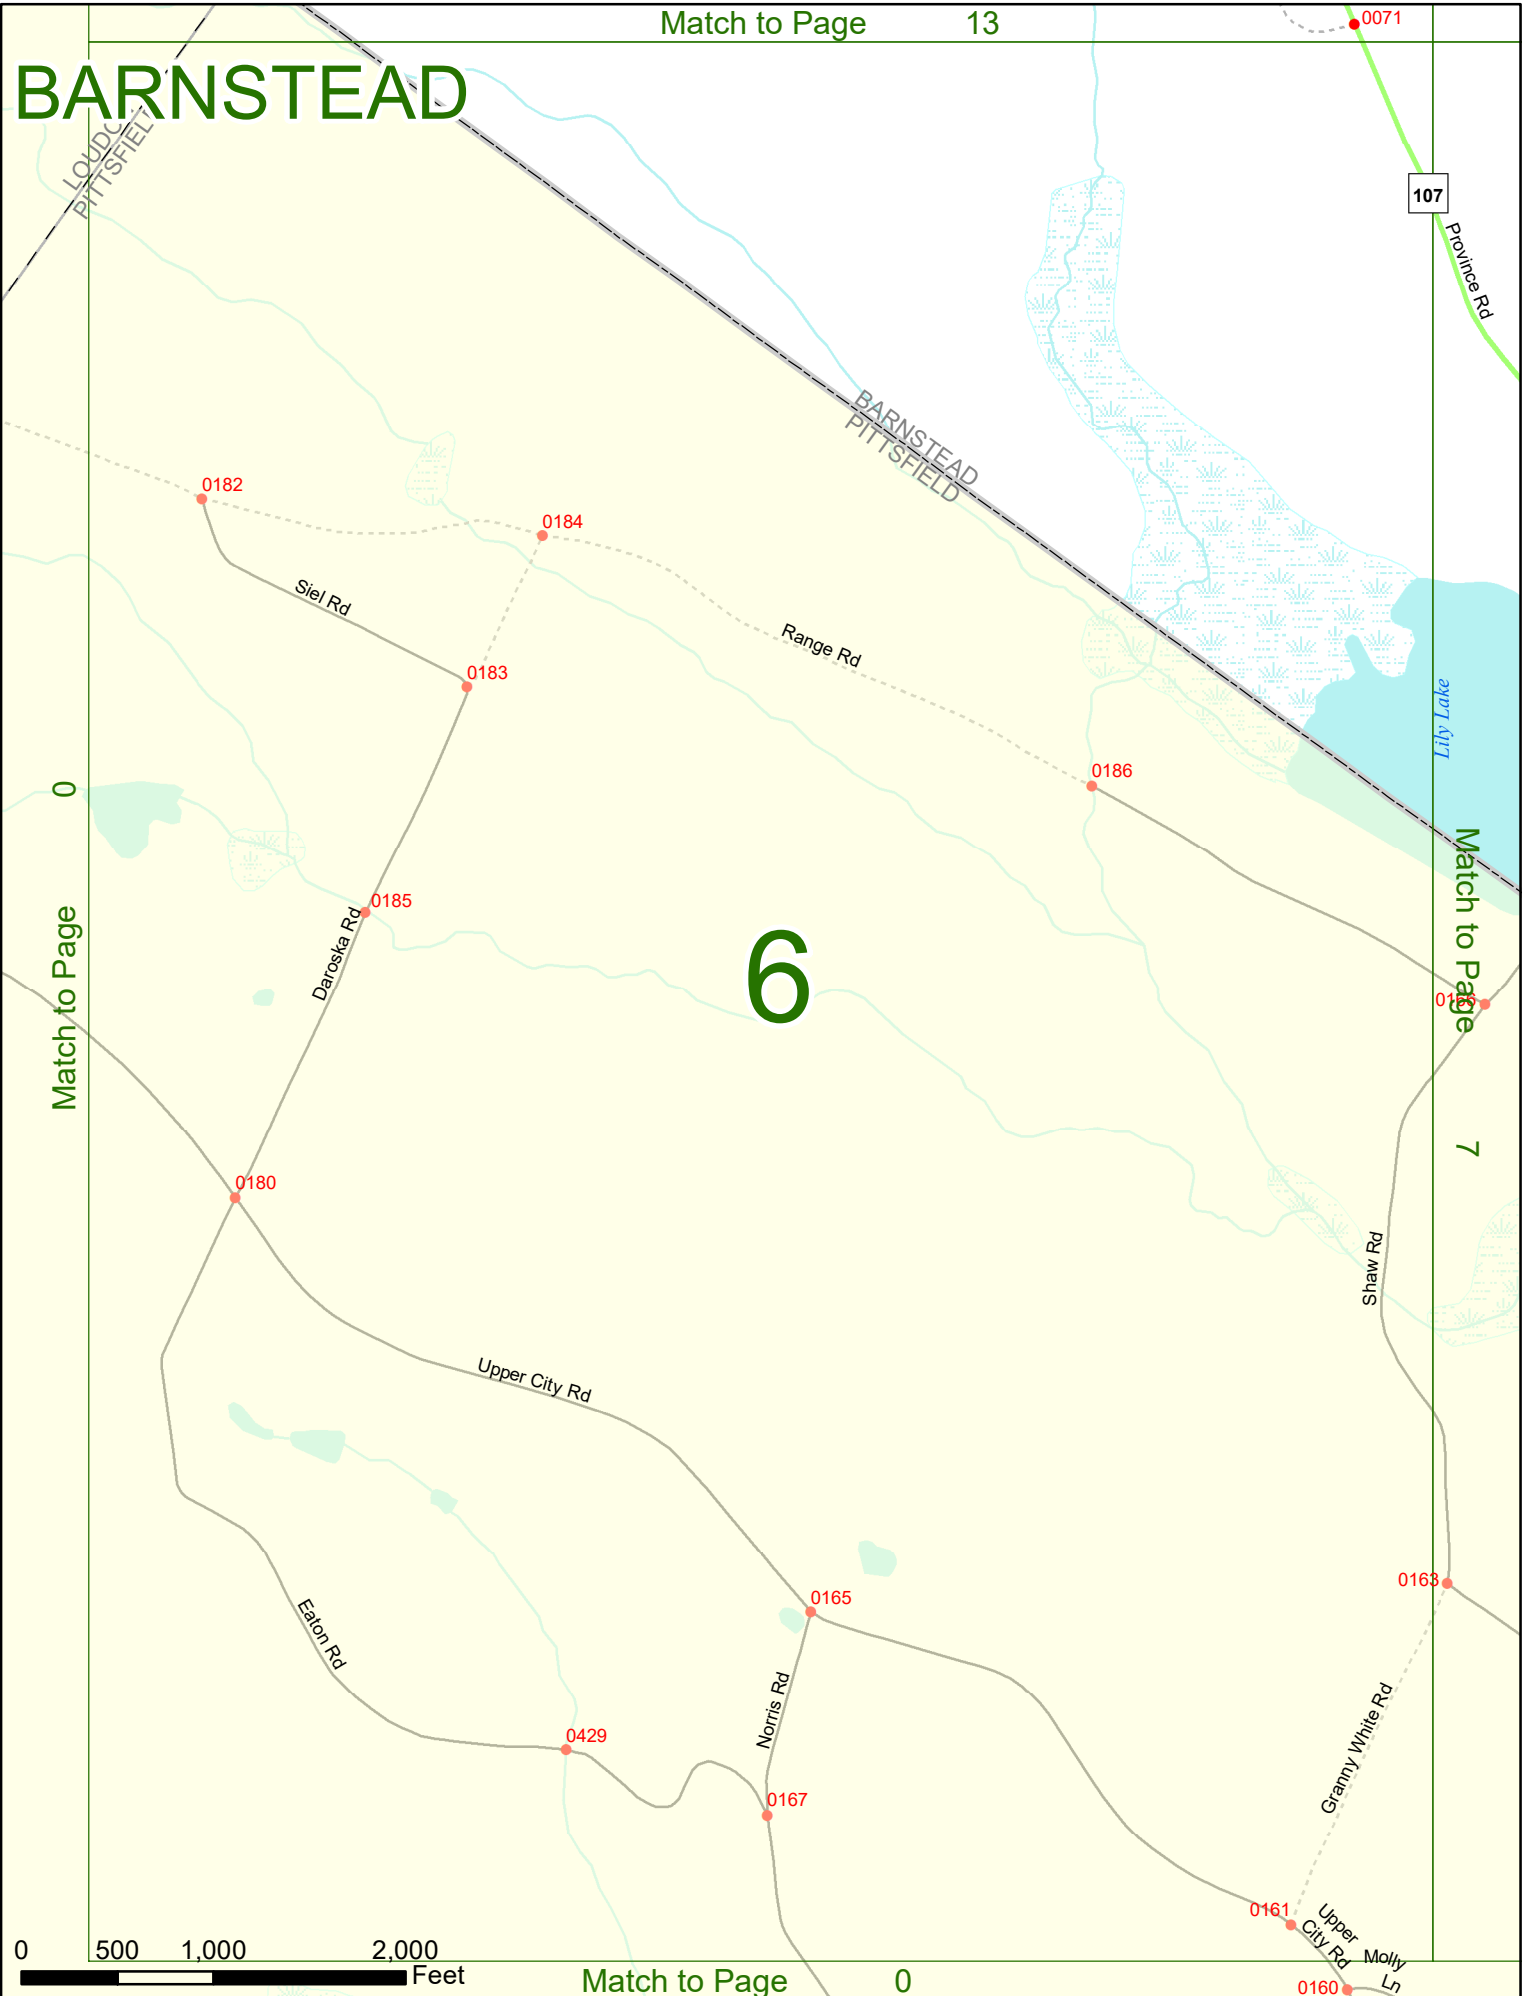 Match to Page 13
0071
BARNSTEAD
PITTSFIELD
107
Province Rd
BARNSTEAD
PITTSFIELD
0182
0184
Siel Rd
Range Rd
0183
Lily Lake
0186
Match to Page 0
0185
Daroska Rd
6
Match to Page 7
0180
Shaw Rd
Upper City Rd
0163
0165
Eaton Rd
Norris Rd
Granny White Rd
0429
0167
0161
Upper
City Rd
Molly
Ln
0160
0 500 1,000 2,000
Feet
Match to Page 0